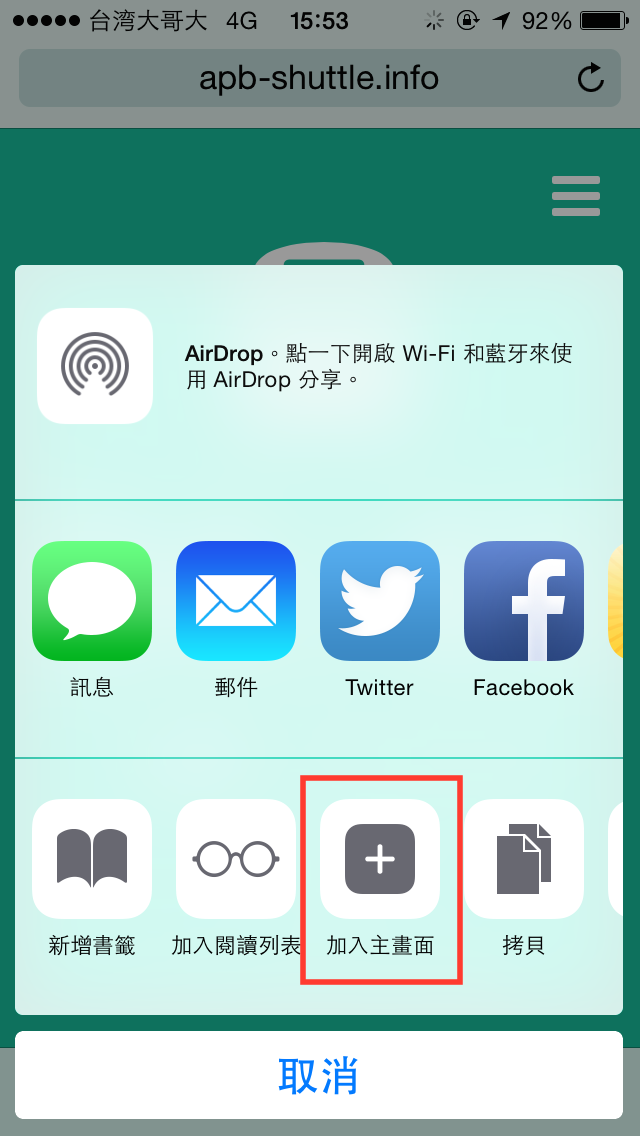 台湾大哥大 4G 15:53 92%
apb-shuttle.info
AirDrop。點一下開啟 Wi-Fi 和藍牙來使
用 AirDrop 分享。
訊息 郵件 Twitter Facebook
新增書籤 加入閱讀列表 加入主畫面 拷貝
取消